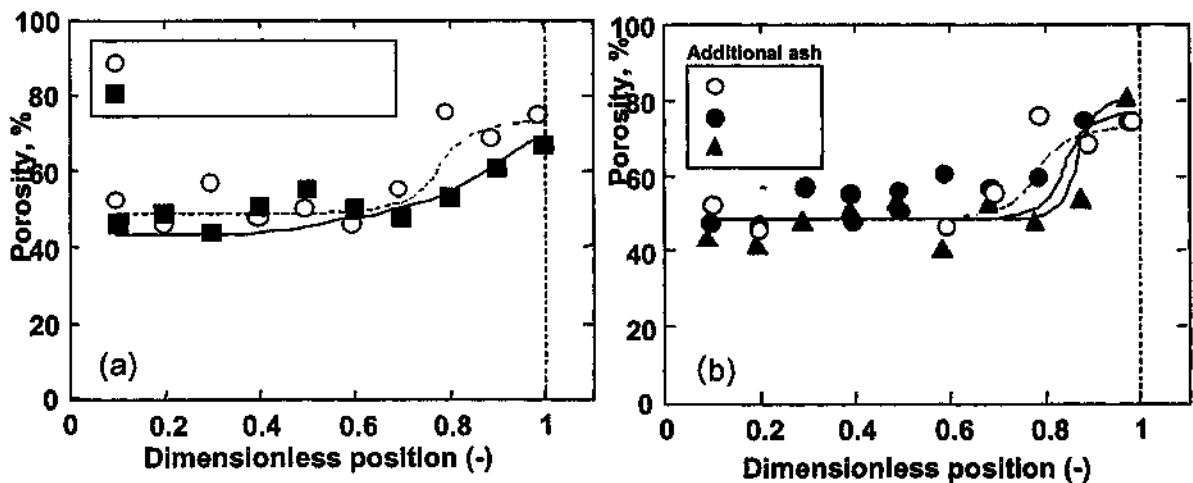 100
80
60
40
20
0
Porosity, %
(a)
0 0.2 0.4 0.6 0.8 1
Dimensionless position (-)
100
80
60
40
20
0
Porosity, %
Additional ash
(b)
0 0.2 0.4 0.6 0.8 1
Dimensionless position (-)